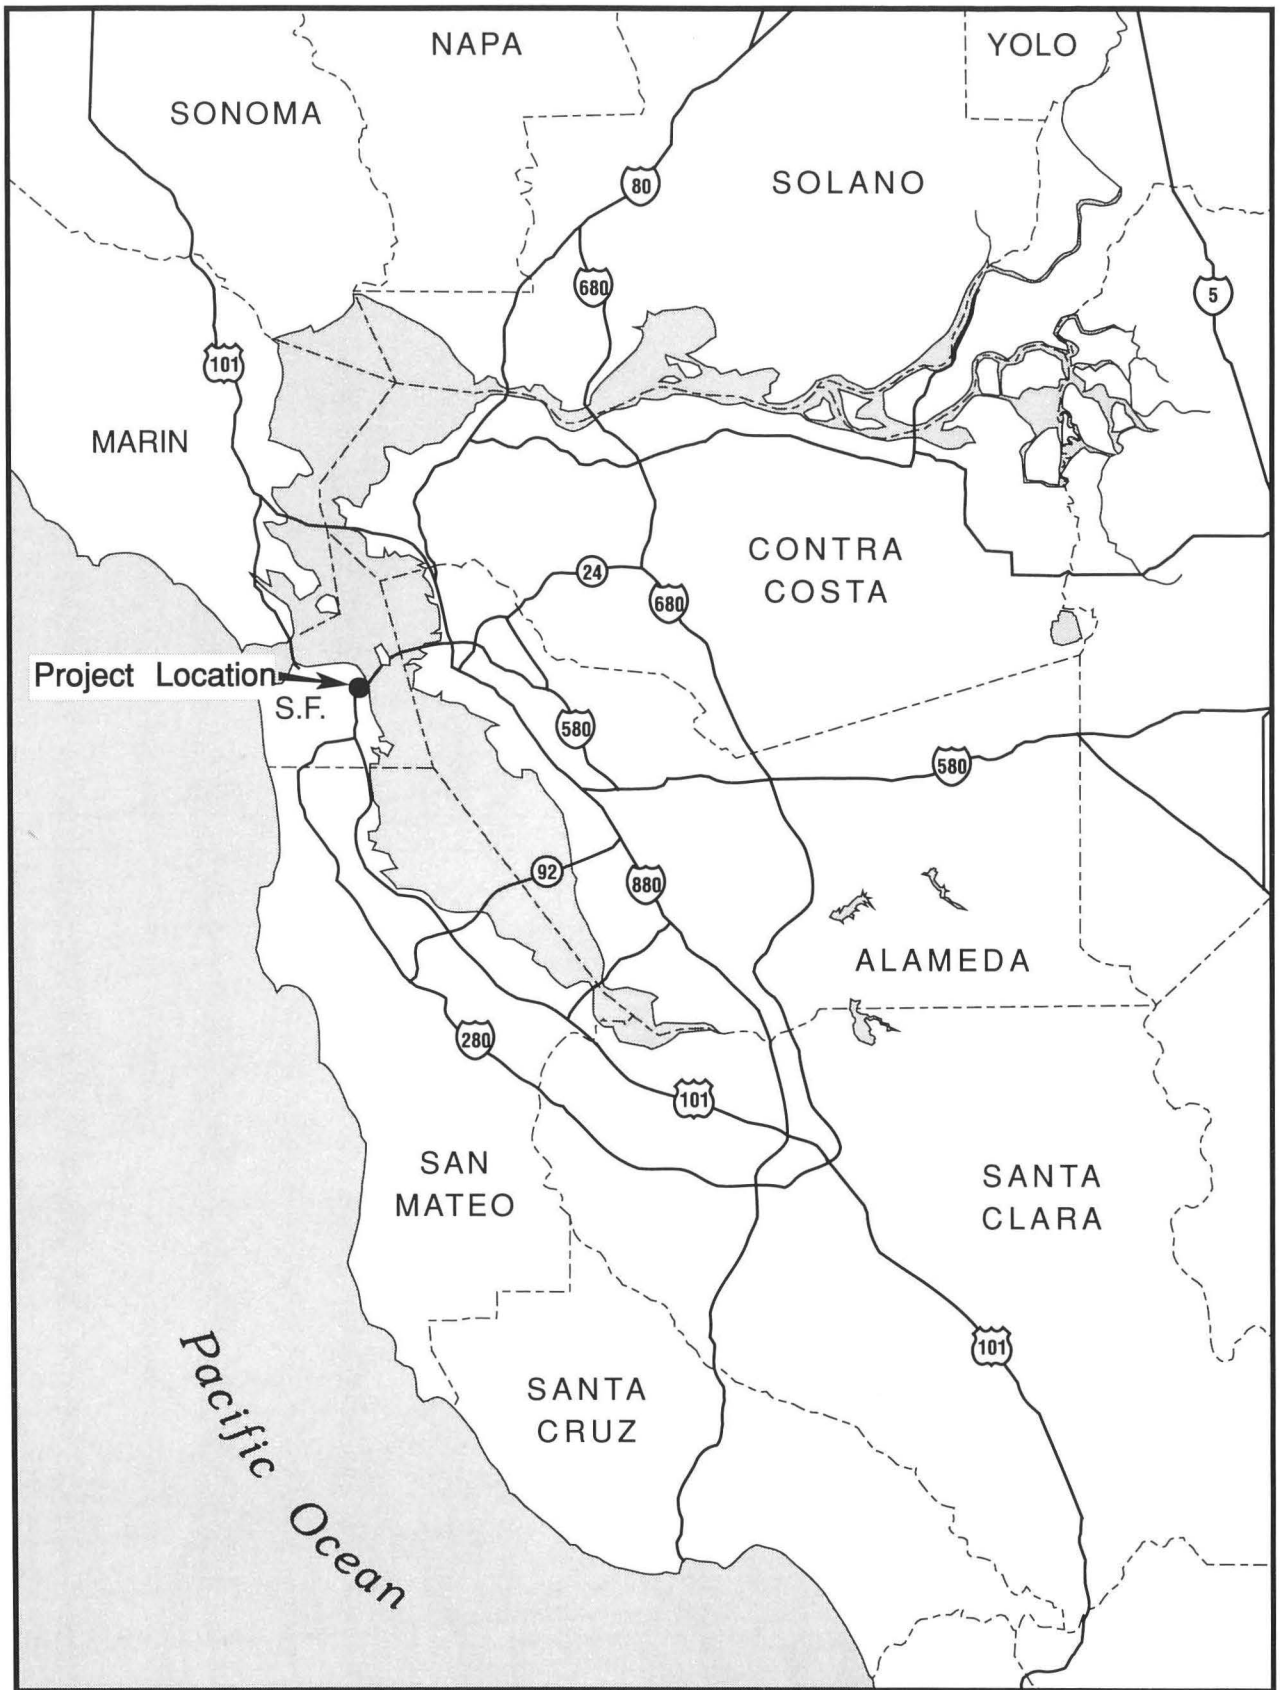 NAPA
YOLO
SONOMA
80
SOLANO
680
5
101
MARIN
CONTRA
COSTA
24
680
Project Location
S.F.
580
580
92
880
ALAMEDA
280
101
SAN
MATEO
SANTA
CLARA
101
SANTA
CRUZ
Pacific Ocean